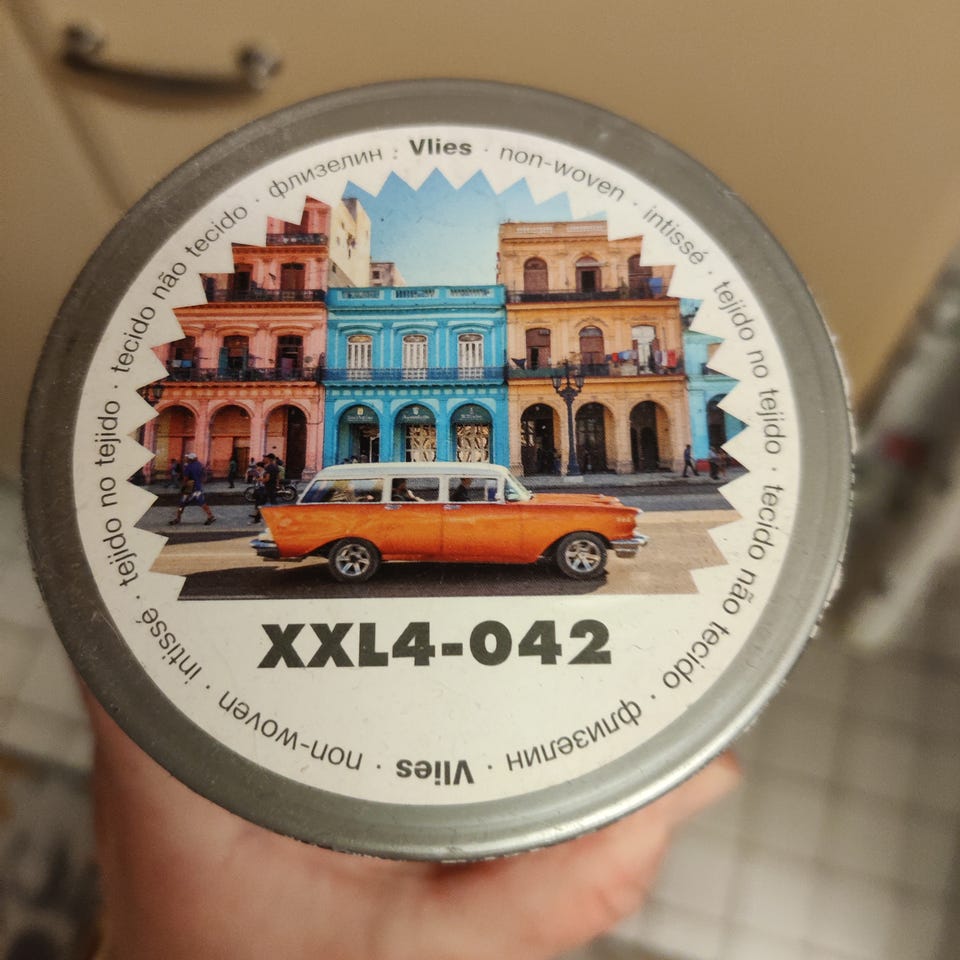 Vlies · non-woven · intissé · tejido no tejido · tecido não tecido · флизелин · Vlies · non-woven · intissé · tejido no tejido · tecido não tecido · флизелин ·
XXL4-042